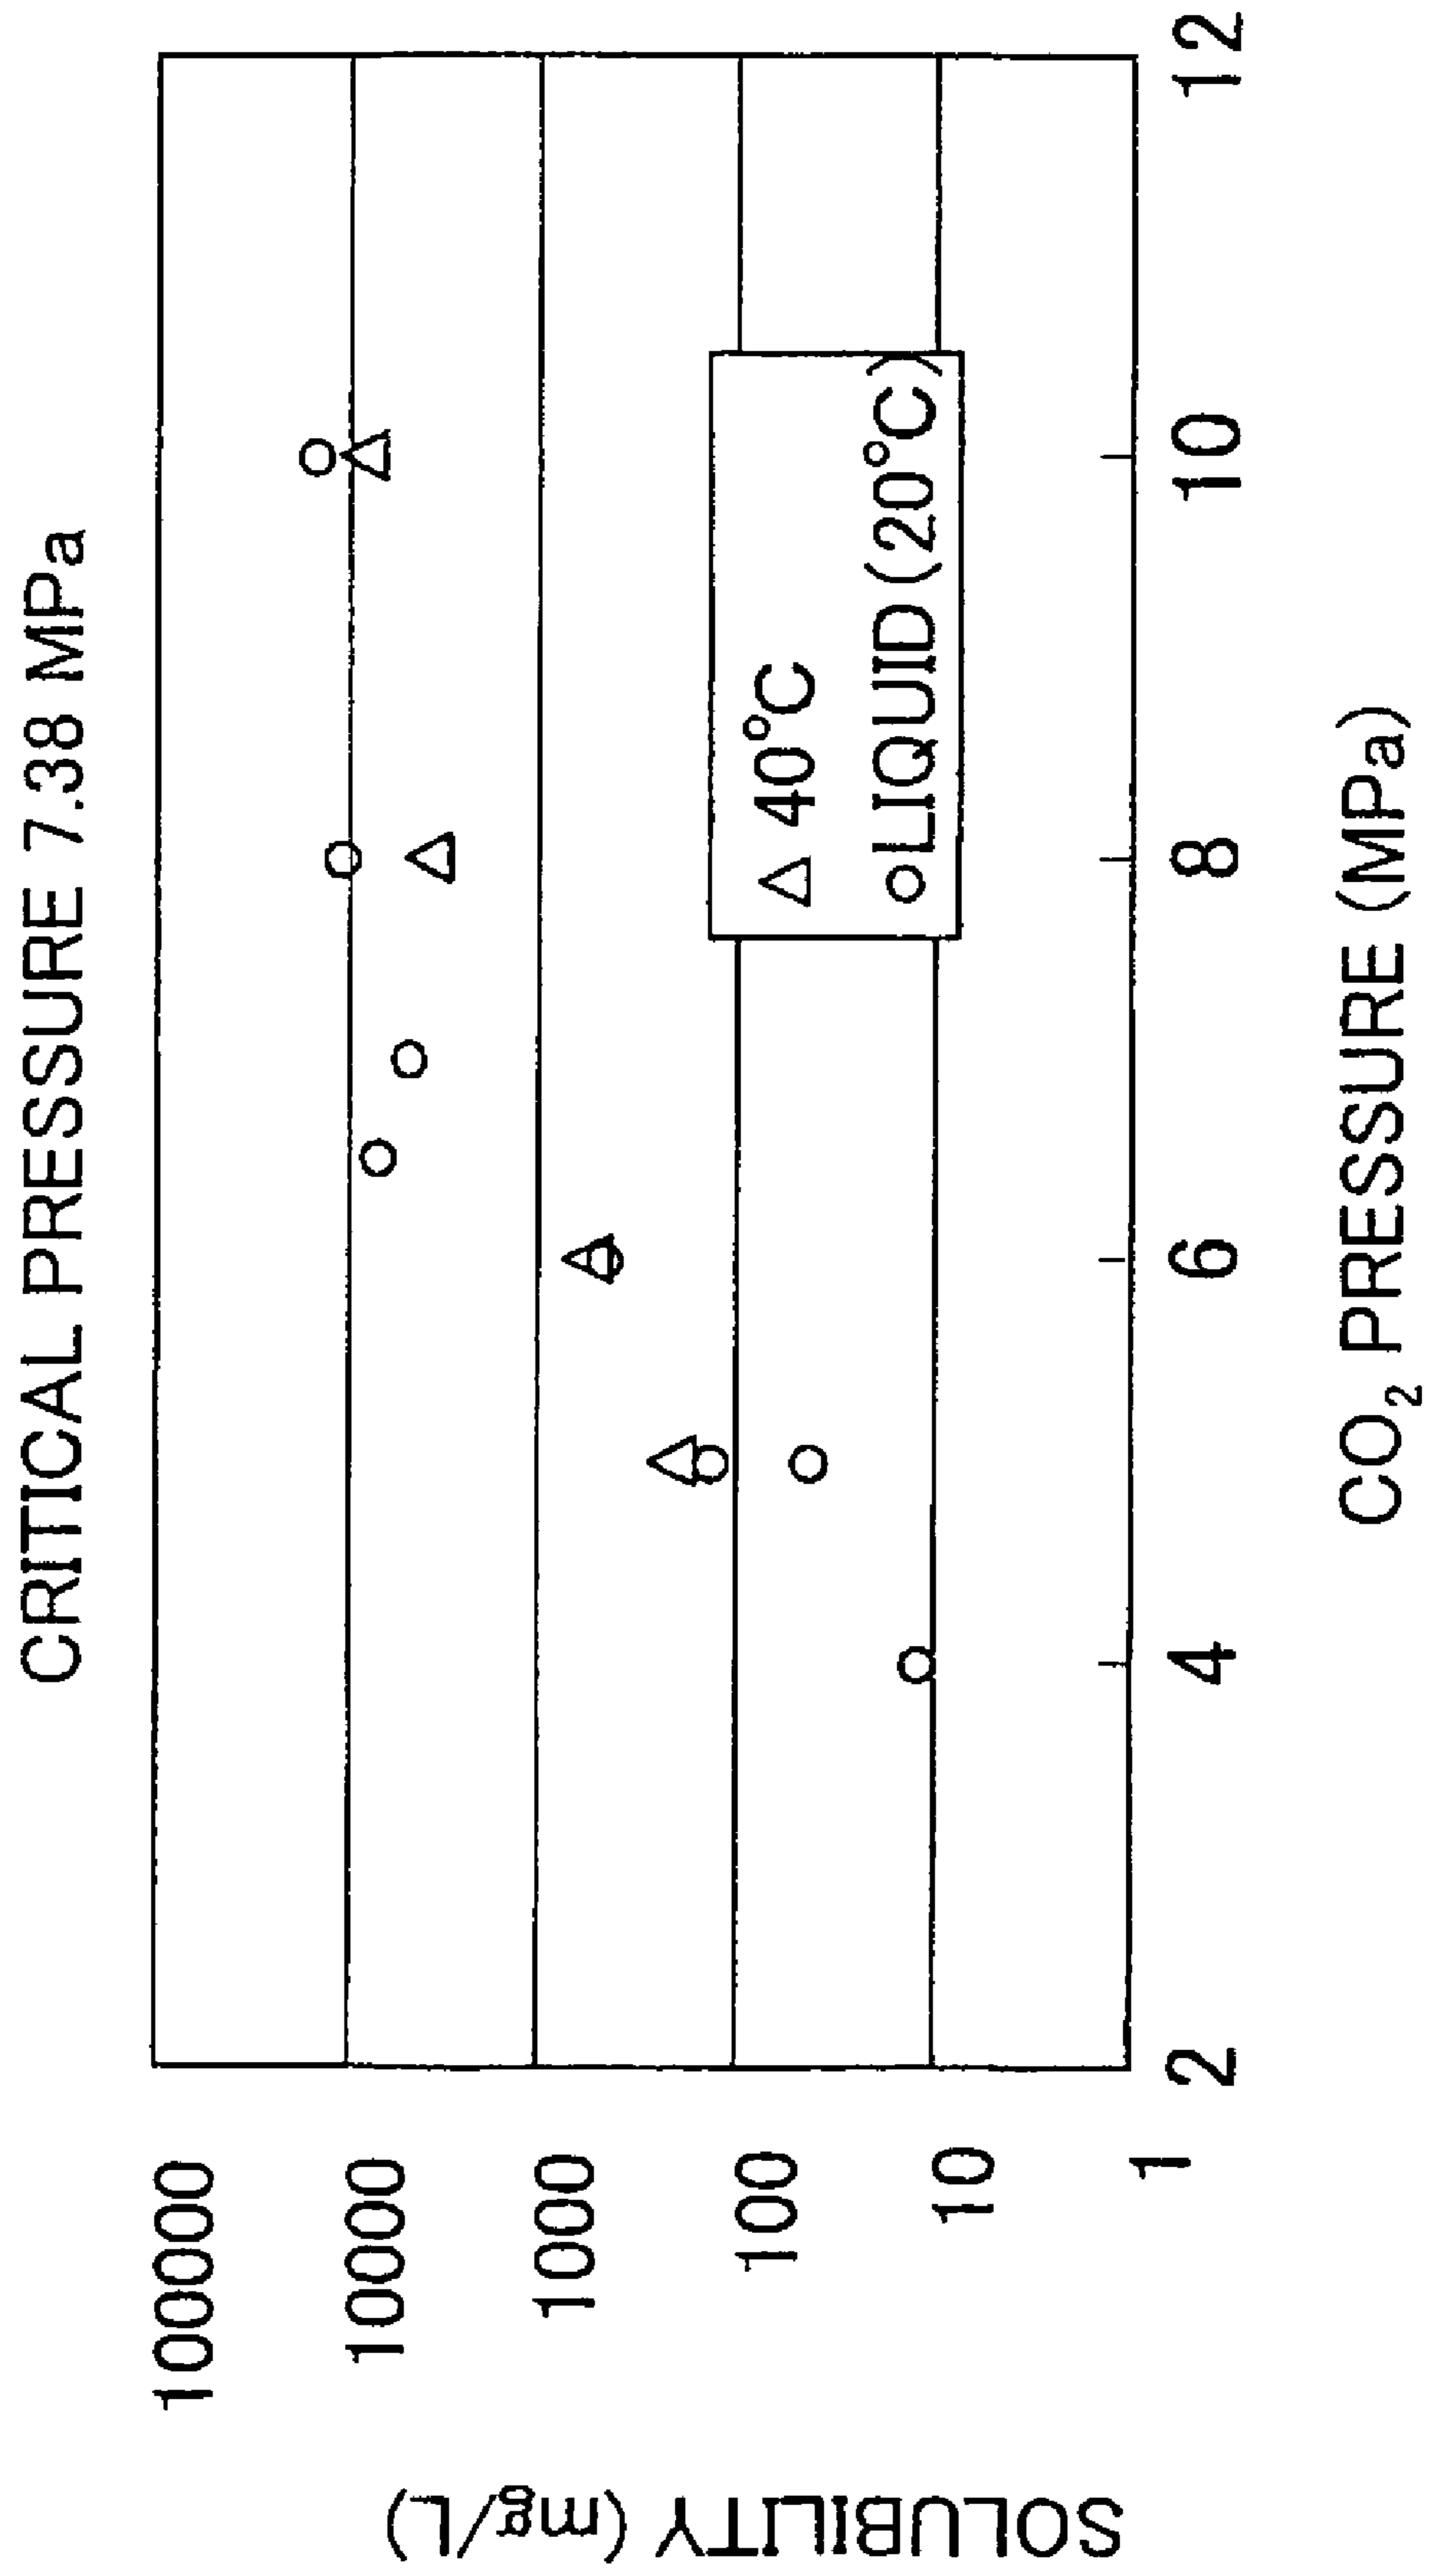 CRITICAL PRESSURE 7.38 MPa
SOLUBILITY (mg/L)
100000
10000
1000
100
10
1
△ 40°C
○ LIQUID (20°C)
2 4 6 8 10 12
CO₂ PRESSURE (MPa)